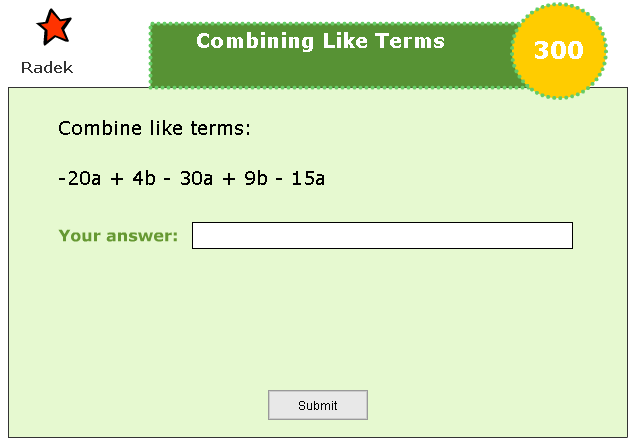 Combining Like Terms
300
Radek
Combine like terms:
-20a + 4b - 30a + 9b - 15a
Your answer:
Submit